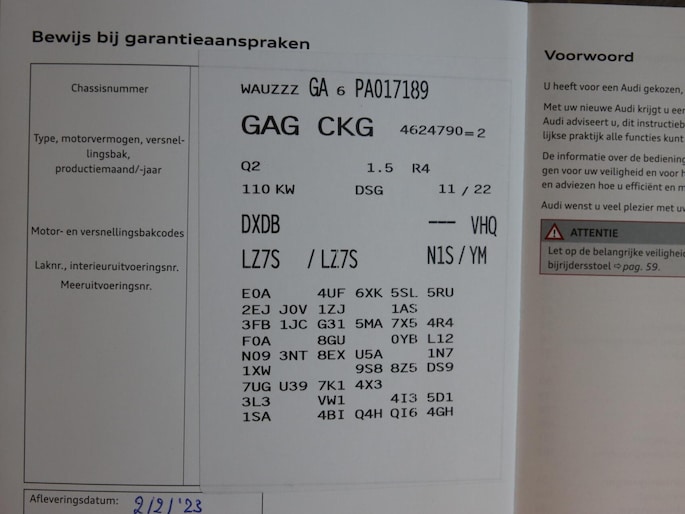 Bewijs bij garantieaanspraken
Chassisnummer
WAUZZZ GA 6 PA017189
GAG CKG 4624790=2
Type, motorvermogen, versnel-
lingsbak,
productiemaand/-jaar
Q2 1.5 R4
110 KW DSG 11 / 22
Motor- en versnellingsbakcodes
DXDB --- VHQ
Laknr., interieuruitvoeringsnr.
LZ7S / LZ7S N1S / YM
Meeruitvoeringsnr.
E0A 4UF 6XK 5SL 5RU
2EJ J0V 1ZJ 1AS
3FB 1JC G31 5MA 7X5 4R4
F0A 8GU 0YB L12
N09 3NT 8EX U5A 1N7
1XW 9S8 8Z5 DS9
7UG U39 7K1 4X3
3L3 VW1 4I3 5D1
1SA 4BI Q4H QI6 4GH
Afleveringsdatum: 2/2/'23
Voorwoord
U heeft voor een Audi gekozen,
Met uw nieuwe Audi krijgt u een
Audi adviseert u, dit instructieb
lijkse praktijk alle functies kunt
De informatie over de bediening
gen voor uw veiligheid en voor h
en adviezen hoe u efficiënt en m
Audi wenst u veel plezier met uw
ATTENTIE
Let op de belangrijke veilighei
bijrijdersstoel ⇨ pag. 59.